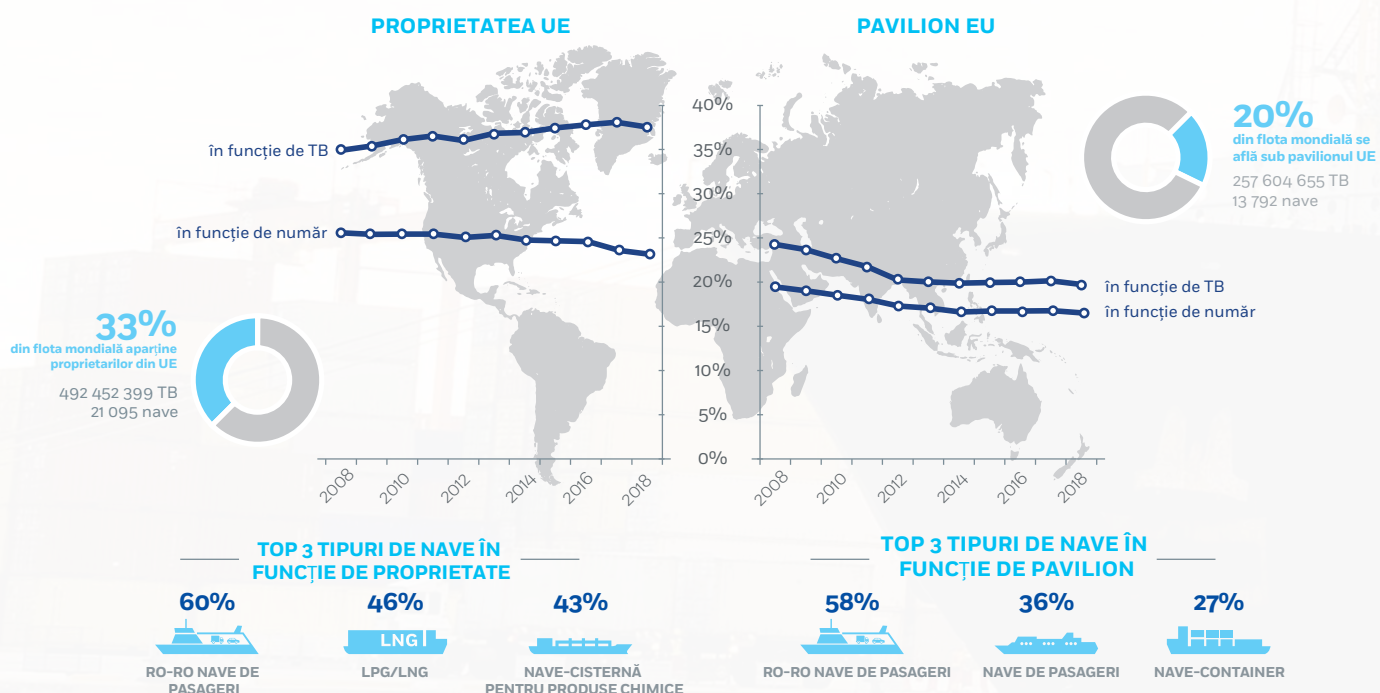 PROPRIETATEA UE
PAVILION EU
40%
35%
30%
25%
20%
15%
10%
5%
0%
în funcție de TB
în funcție de număr
33%
din flota mondială aparține
proprietarilor din UE
492 452 399 TB
21 095 nave
2008
2010
2012
2014
2016
2018
20%
din flota mondială se
află sub pavilionul UE
257 604 655 TB
13 792 nave
în funcție de TB
în funcție de număr
2008
2010
2012
2014
2016
2018
TOP 3 TIPURI DE NAVE ÎN
FUNCȚIE DE PROPRIETATE
60%
46%
43%
LNG
RO-RO NAVE DE
PASAGERI
LPG/LNG
NAVE-CISTERNĂ
PENTRU PRODUSE CHIMICE
TOP 3 TIPURI DE NAVE ÎN
FUNCȚIE DE PAVILION
58%
36%
27%
RO-RO NAVE DE PASAGERI
NAVE DE PASAGERI
NAVE-CONTAINER